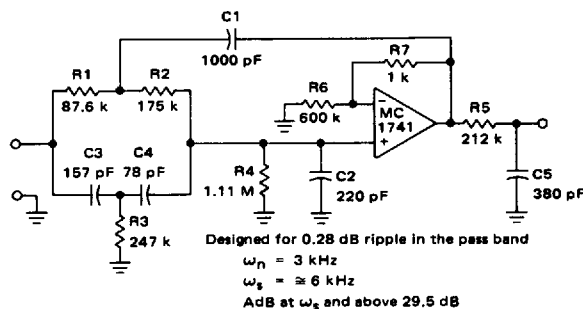 C1
1000 pF
R1
87.6 k
R2
175 k
R7
1 k
R6
600 k
MC
1741
−
+
R5
212 k
C3
157 pF
C4
78 pF
R4
1.11 M
C2
220 pF
C5
380 pF
R3
247 k
Designed for 0.28 dB ripple in the pass band
ωn = 3 kHz
ωs = ≅ 6 kHz
AdB at ωs and above 29.5 dB